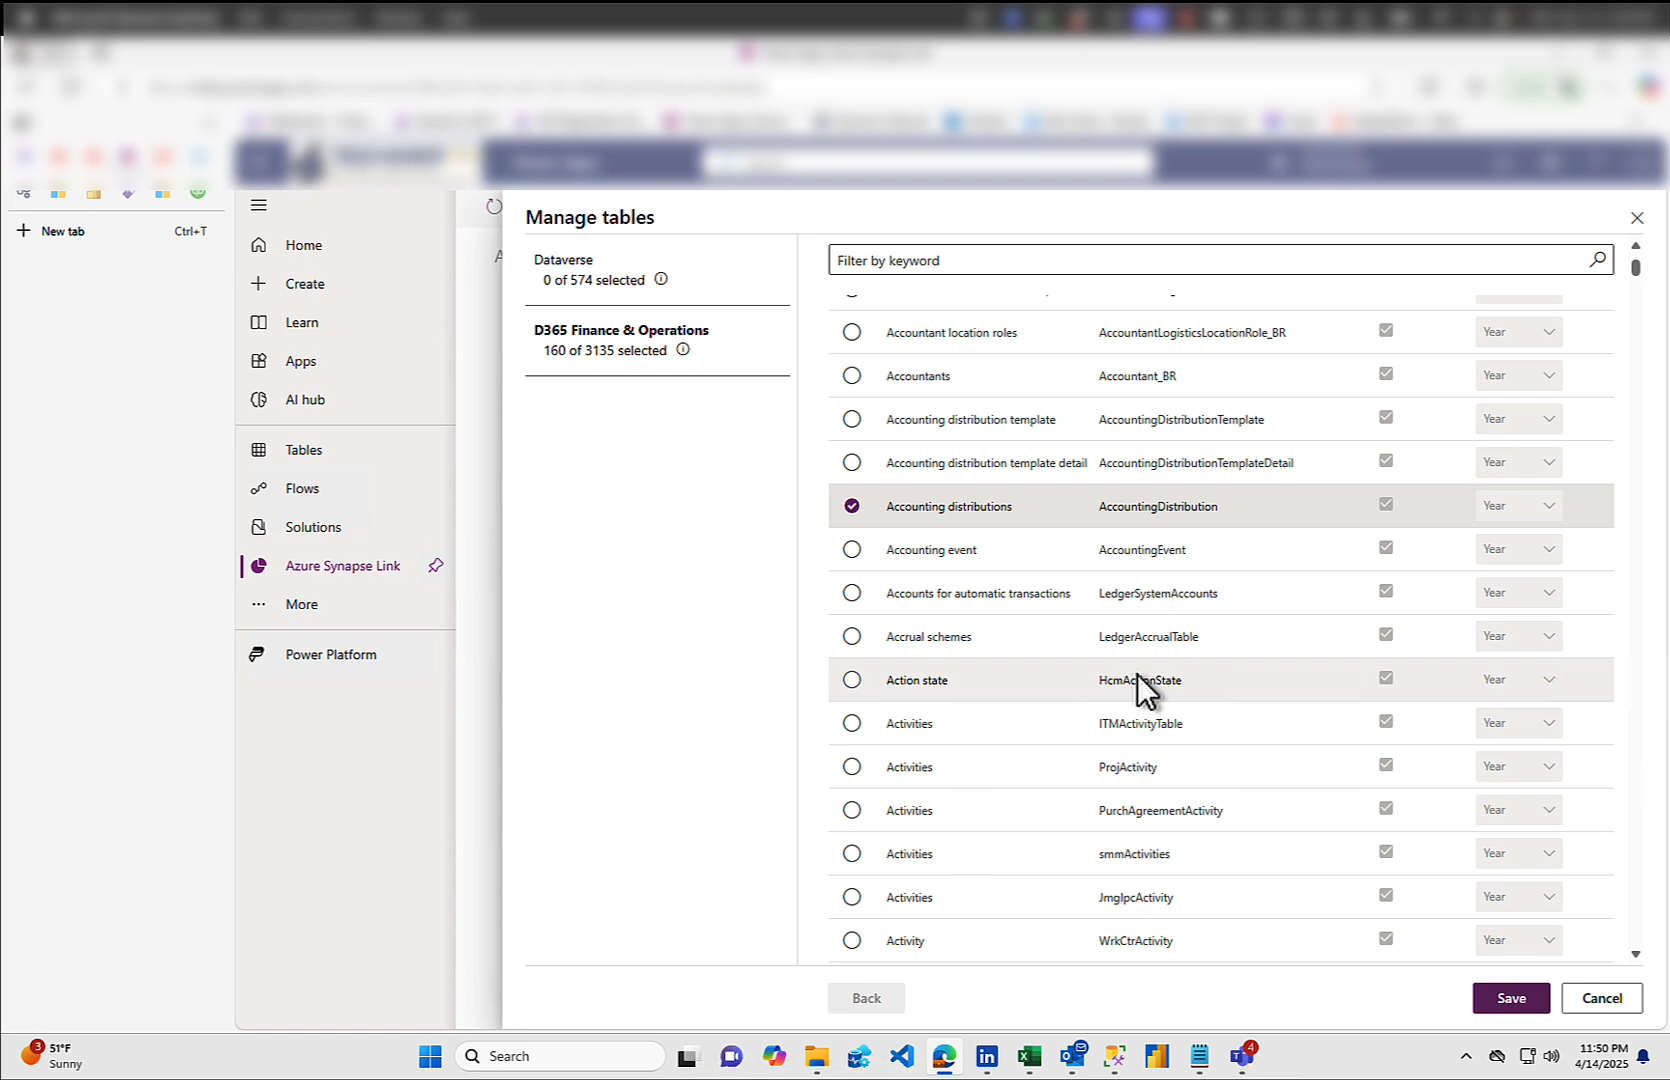 New tab
Ctrl+T
Home
Create
Learn
Apps
AI hub
Tables
Flows
Solutions
Azure Synapse Link
More
Power Platform
Manage tables
Dataverse
0 of 574 selected
D365 Finance & Operations
160 of 3135 selected
Filter by keyword
Accountant location roles AccountantLogisticsLocationRole_BR Year
Accountants Accountant_BR Year
Accounting distribution template AccountingDistributionTemplate Year
Accounting distribution template detail AccountingDistributionTemplateDetail Year
Accounting distributions AccountingDistribution Year
Accounting event AccountingEvent Year
Accounts for automatic transactions LedgerSystemAccounts Year
Accrual schemes LedgerAccrualTable Year
Action state HcmActionState Year
Activities ITMActivityTable Year
Activities ProjActivity Year
Activities PurchAgreementActivity Year
Activities smmActivities Year
Activities JmgIpcActivity Year
Activity WrkCtrActivity Year
Back
Save
Cancel
3
51°F
Sunny
Search
4
11:50 PM
4/14/2025